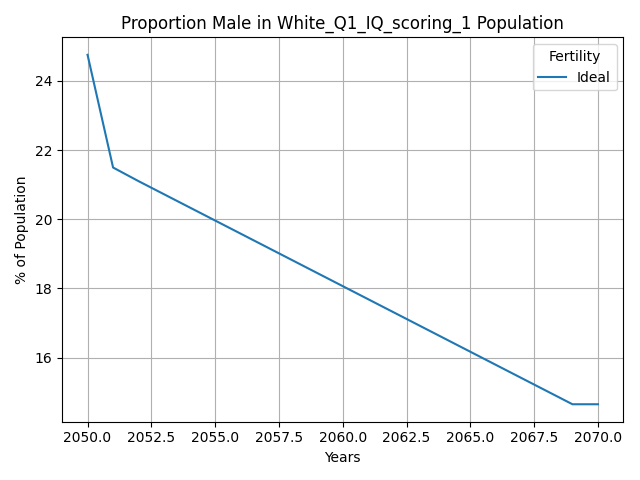 Proportion Male in White_Q1_IQ_scoring_1 Population
Fertility
Ideal
24
22
20
18
16
% of Population
2050.0 2052.5 2055.0 2057.5 2060.0 2062.5 2065.0 2067.5 2070.0
Years